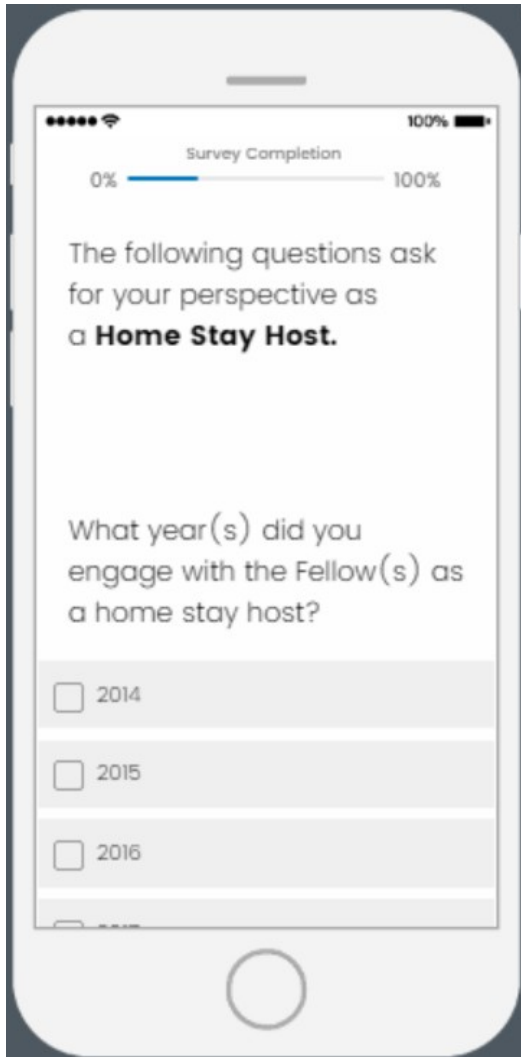 100%
Survey Completion
0% 100%
The following questions ask
for your perspective as
a Home Stay Host.
What year(s) did you
engage with the Fellow(s) as
a home stay host?
2014
2015
2016